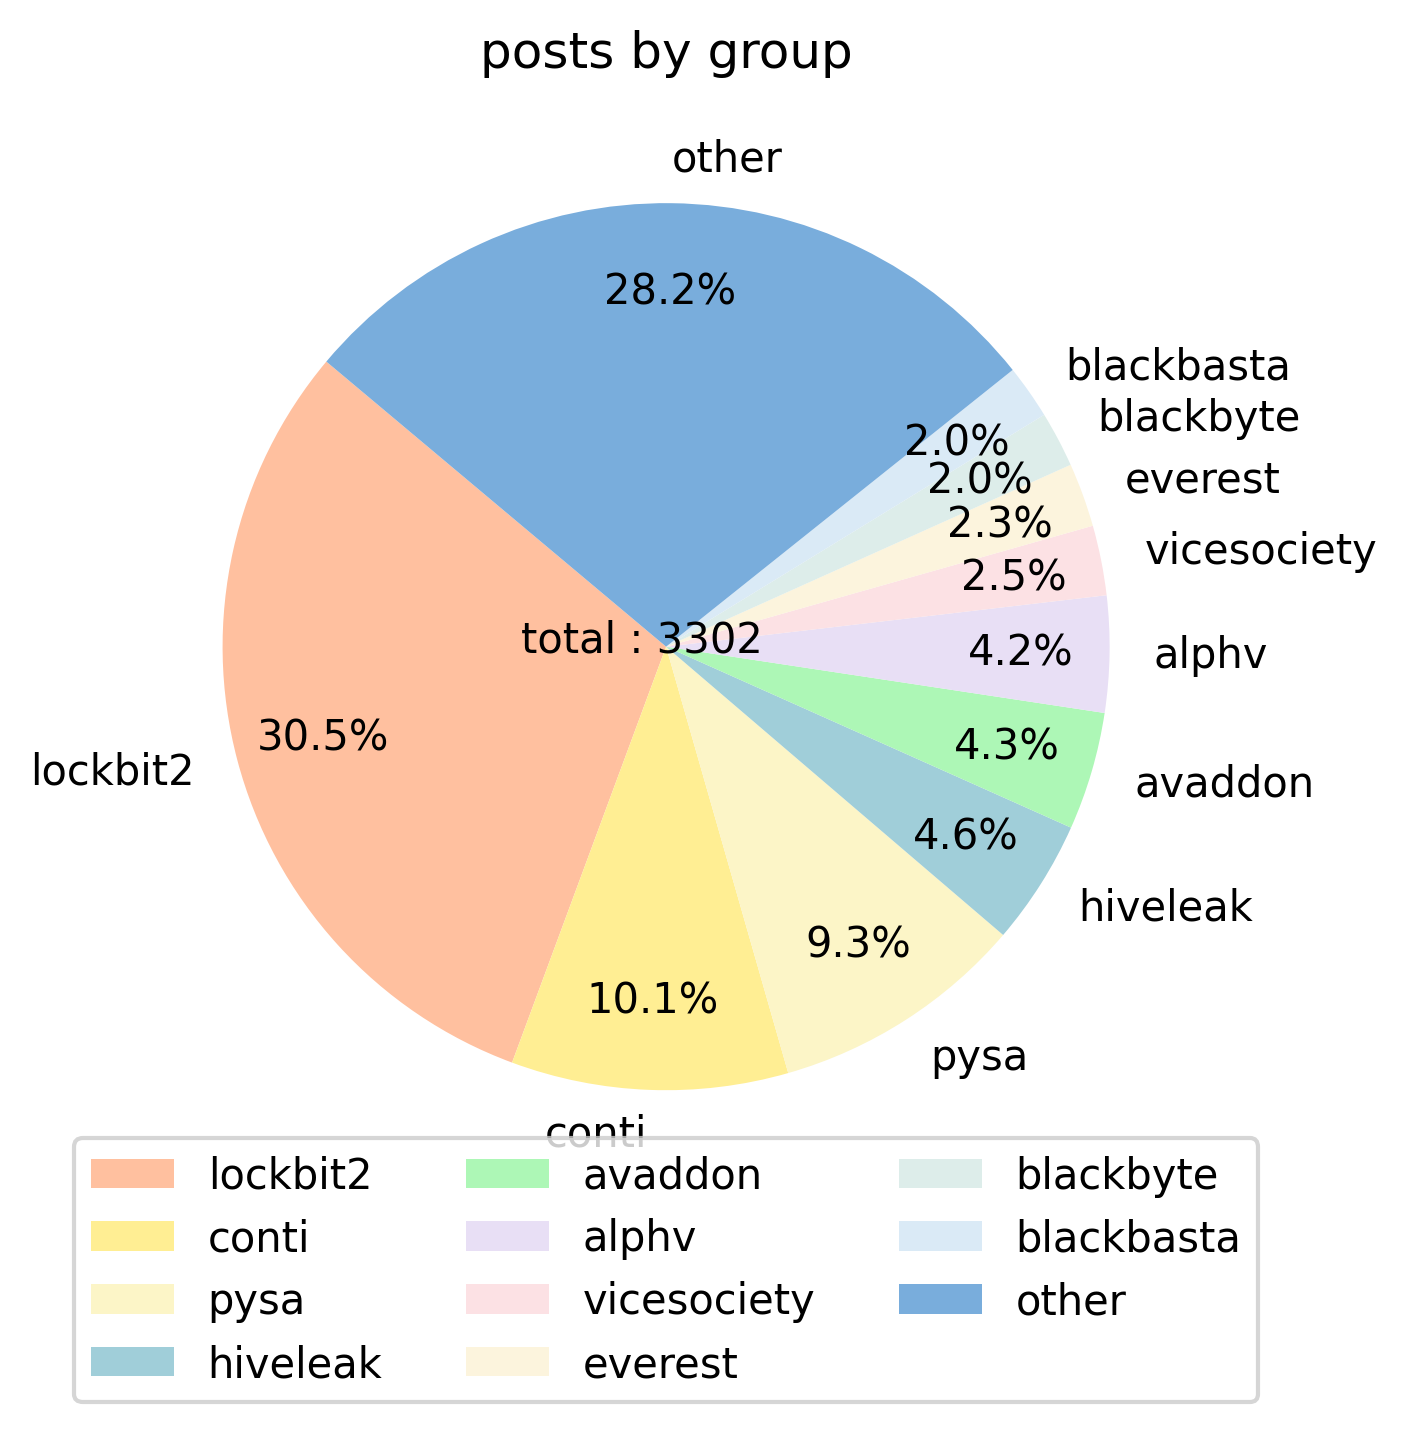 posts by group
other
28.2%
blackbasta
blackbyte
2.0%
2.0%
everest
2.3%
vicesociety
2.5%
total : 3302
4.2%
alphv
30.5%
4.3%
lockbit2
avaddon
4.6%
hiveleak
9.3%
10.1%
pysa
conti
lockbit2
conti
pysa
hiveleak
avaddon
alphv
vicesociety
everest
blackbyte
blackbasta
other